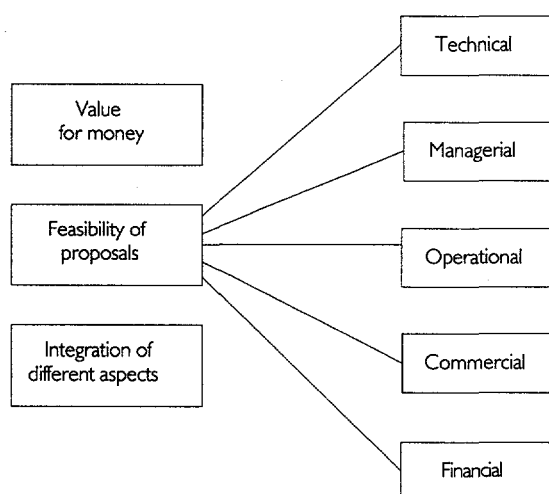 Value
for money
Feasibility of
proposals
Integration of
different aspects
Technical
Managerial
Operational
Commercial
Financial